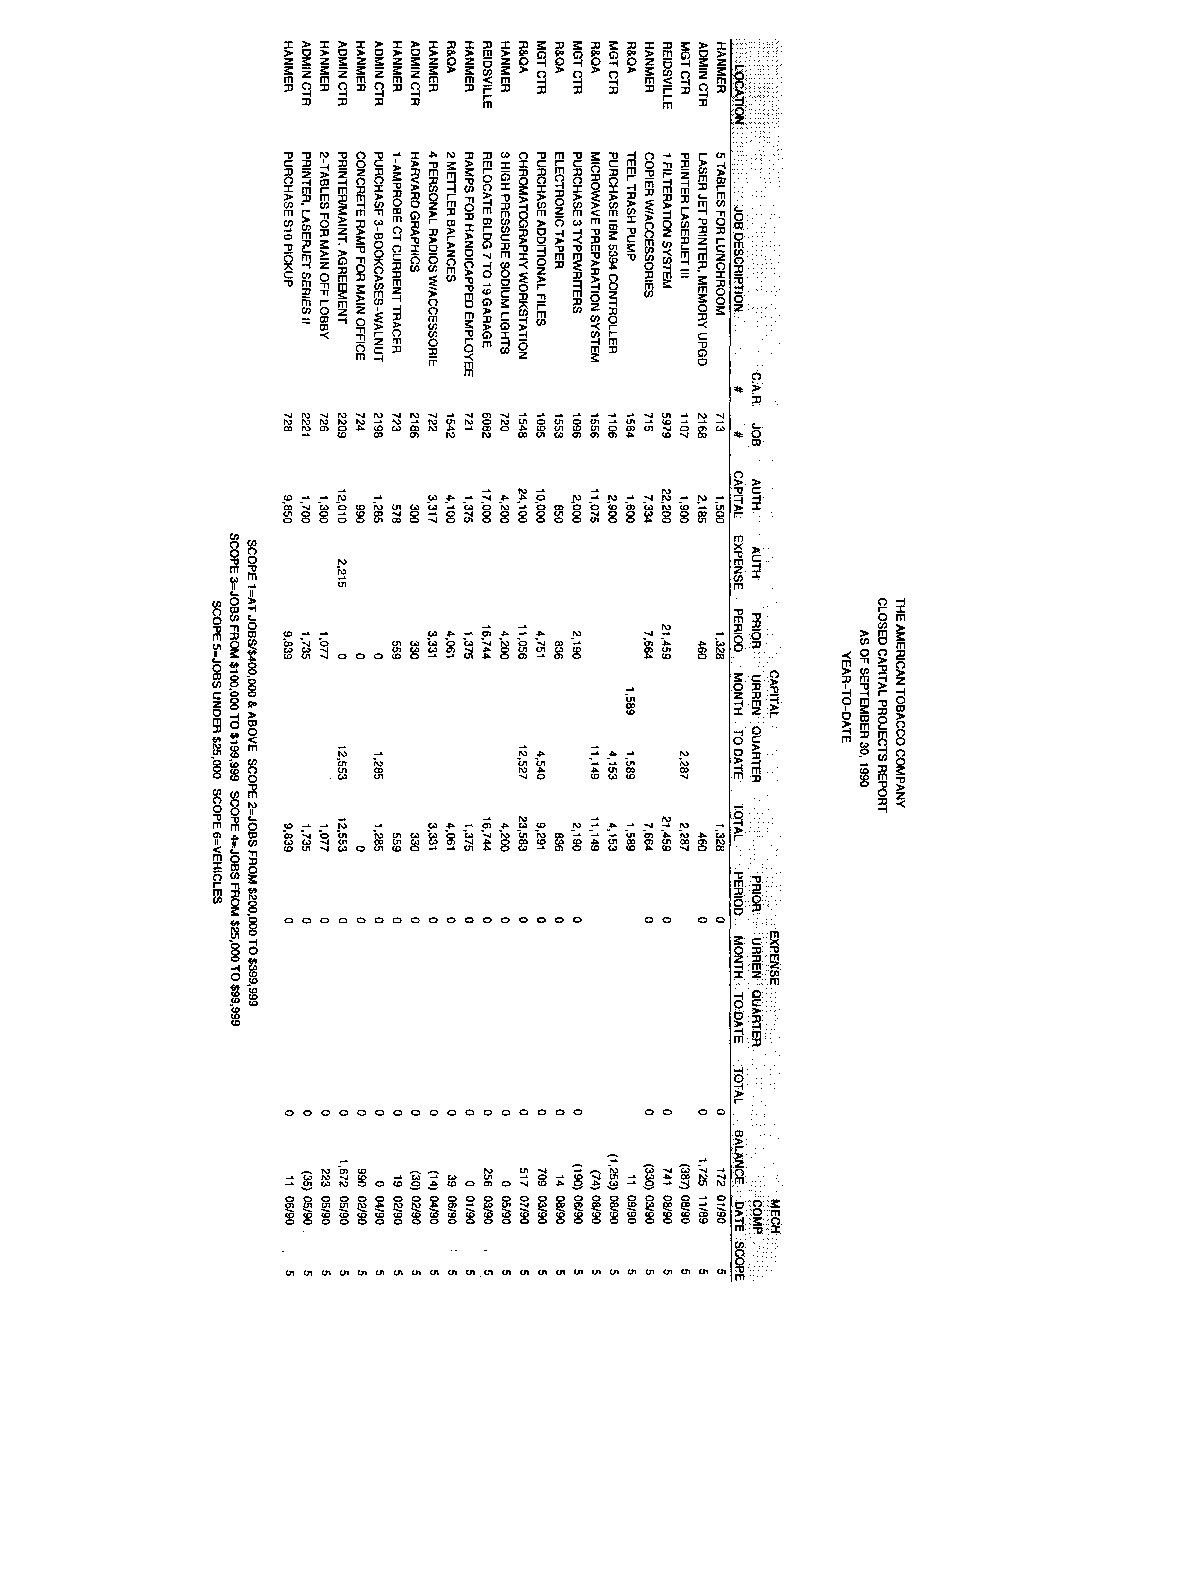 THE AMERICAN TOBACCO COMPANY
CLOSED CAPITAL PROJECTS REPORT
AS OF SEPTEMBER 30, 1990
YEAR-TO-DATE
CAPITAL EXPENSE MECH
C.A.R. JOB AUTH AUTH PRIOR URREN QUARTER PRIOR URREN QUARTER COMP
LOCATION JOB DESCRIPTION # # CAPITAL EXPENSE PERIOD MONTH TO DATE TOTAL PERIOD MONTH TO DATE TOTAL BALANCE DATE SCOPE
HANMER 5 TABLES FOR LUNCHROOM 713 1,500 1,328 1,328 0 0 172 01/90 5
ADMIN CTR LASER JET PRINTER, MEMORY UPGD 2168 2,185 460 460 0 0 1,725 11/89 5
MGT CTR PRINTER LASERJET III 1107 1,900 2,287 2,287 (387) 08/90 5
REIDSVILLE 1 FILTERATION SYSTEM 5979 22,200 21,459 21,459 0 0 741 08/90 5
HANMER COPIER W/ACCESSORIES 715 7,334 7,664 7,664 0 0 (330) 03/90 5
R&QA TEEL TRASH PUMP 1564 1,600 1,589 1,589 1,589 11 09/90 5
MGT CTR PURCHASE IBM 5394 CONTROLLER 1106 2,900 4,153 4,153 (1,253) 08/90 5
R&QA MICROWAVE PREPARATION SYSTEM 1556 11,075 11,149 11,149 (74) 08/90 5
MGT CTR PURCHASE 3 TYPEWRITERS 1096 2,000 2,190 2,190 0 0 (190) 06/90 5
R&QA ELECTRONIC TAPER 1553 850 836 836 0 0 14 08/90 5
MGT CTR PURCHASE ADDITIONAL FILES 1095 10,000 4,751 4,540 9,291 0 0 709 03/90 5
R&QA CHROMATOGRAPHY WORKSTATION 1548 24,100 11,056 12,527 23,583 0 0 517 07/90 5
HANMER 3 HIGH PRESSURE SODIUM LIGHTS 720 4,200 4,200 4,200 0 0 0 05/90 5
REIDSVILLE RELOCATE BLDG 7 TO 19 GARAGE 6062 17,000 16,744 16,744 0 0 256 03/90 5
HANMER RAMPS FOR HANDICAPPED EMPLOYEE 721 1,375 1,375 1,375 0 0 0 01/90 5
R&QA 2 METTLER BALANCES 1542 4,100 4,061 4,061 0 0 39 06/90 5
HANMER 4 PERSONAL RADIOS W/ACCESSORIE 722 3,317 3,331 3,331 0 0 (14) 04/90 5
ADMIN CTR HARVARD GRAPHICS 2186 300 330 330 0 0 (30) 02/90 5
HANMER 1-AMPROBE CT CURRENT TRACER 723 578 559 559 0 0 19 02/90 5
ADMIN CTR PURCHASE 3-BOOKCASES-WALNUT 2198 1,285 0 1,285 1,285 0 0 0 04/90 5
HANMER CONCRETE RAMP FOR MAIN OFFICE 724 990 0 0 0 0 990 02/90 5
ADMIN CTR PRINTER/MAINT. AGREEMENT 2209 12,010 2,215 0 12,553 12,553 0 0 1,672 05/90 5
HANMER 2-TABLES FOR MAIN OFF LOBBY 726 1,300 1,077 1,077 0 0 223 05/90 5
ADMIN CTR PRINTER, LASERJET SERIES II 2221 1,700 1,735 1,735 0 0 (35) 05/90 5
HANMER PURCHASE S10 PICKUP 728 9,850 9,839 9,839 0 0 11 06/90 5
SCOPE 1=AT JOBS/$400,000 & ABOVE SCOPE 2=JOBS FROM $200,000 TO $399,999
SCOPE 3=JOBS FROM $100,000 TO $199,999 SCOPE 4=JOBS FROM $25,000 TO $99,999
SCOPE 5=JOBS UNDER $25,000 SCOPE 6=VEHICLES